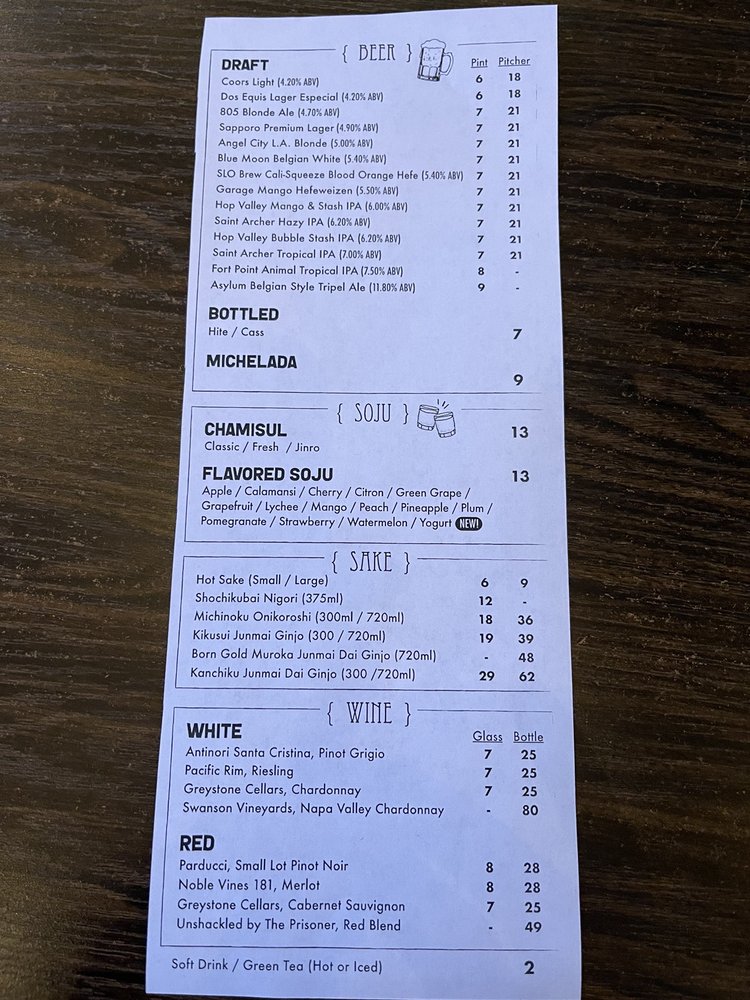 { BEER }
DRAFT Pint Pitcher
Coors Light (4.20% ABV) 6 18
Dos Equis Lager Especial (4.20% ABV) 6 18
805 Blonde Ale (4.70% ABV) 7 21
Sapporo Premium Lager (4.90% ABV) 7 21
Angel City L.A. Blonde (5.00% ABV) 7 21
Blue Moon Belgian White (5.40% ABV) 7 21
SLO Brew Cali-Squeeze Blood Orange Hefe (5.40% ABV) 7 21
Garage Mango Hefeweizen (5.50% ABV) 7 21
Hop Valley Mango & Stash IPA (6.00% ABV) 7 21
Saint Archer Hazy IPA (6.20% ABV) 7 21
Hop Valley Bubble Stash IPA (6.20% ABV) 7 21
Saint Archer Tropical IPA (7.00% ABV) 7 21
Fort Point Animal Tropical IPA (7.50% ABV) 8 -
Asylum Belgian Style Tripel Ale (11.80% ABV) 9 -
BOTTLED
Hite / Cass 7
MICHELADA
9
{ SOJU }
CHAMISUL 13
Classic / Fresh / Jinro
FLAVORED SOJU 13
Apple / Calamansi / Cherry / Citron / Green Grape /
Grapefruit / Lychee / Mango / Peach / Pineapple / Plum /
Pomegranate / Strawberry / Watermelon / Yogurt NEW!
{ SAKE }
Hot Sake (Small / Large) 6 9
Shochikubai Nigori (375ml) 12 -
Michinoku Onikoroshi (300ml / 720ml) 18 36
Kikusui Junmai Ginjo (300 / 720ml) 19 39
Born Gold Muroka Junmai Dai Ginjo (720ml) - 48
Kanchiku Junmai Dai Ginjo (300 /720ml) 29 62
{ WINE }
WHITE Glass Bottle
Antinori Santa Cristina, Pinot Grigio 7 25
Pacific Rim, Riesling 7 25
Greystone Cellars, Chardonnay 7 25
Swanson Vineyards, Napa Valley Chardonnay - 80
RED
Parducci, Small Lot Pinot Noir 8 28
Noble Vines 181, Merlot 8 28
Greystone Cellars, Cabernet Sauvignon 7 25
Unshackled by The Prisoner, Red Blend - 49
Soft Drink / Green Tea (Hot or Iced) 2